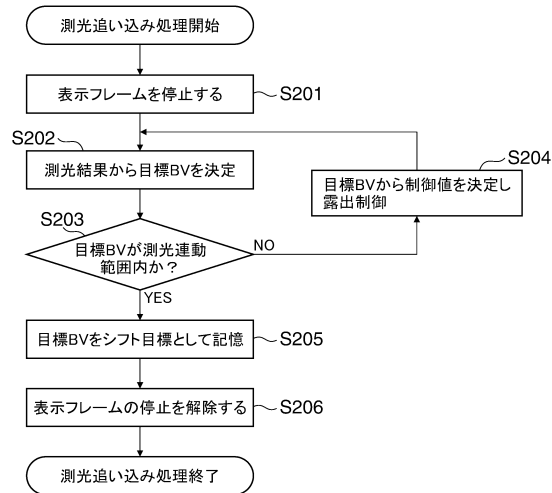 測光追い込み処理開始
表示フレームを停止する
S201
S202
測光結果から目標BVを決定
S204
目標BVから制御値を決定し
露出制御
S203
目標BVが測光連動
範囲内か？
NO
YES
目標BVをシフト目標として記憶
S205
表示フレームの停止を解除する
S206
測光追い込み処理終了